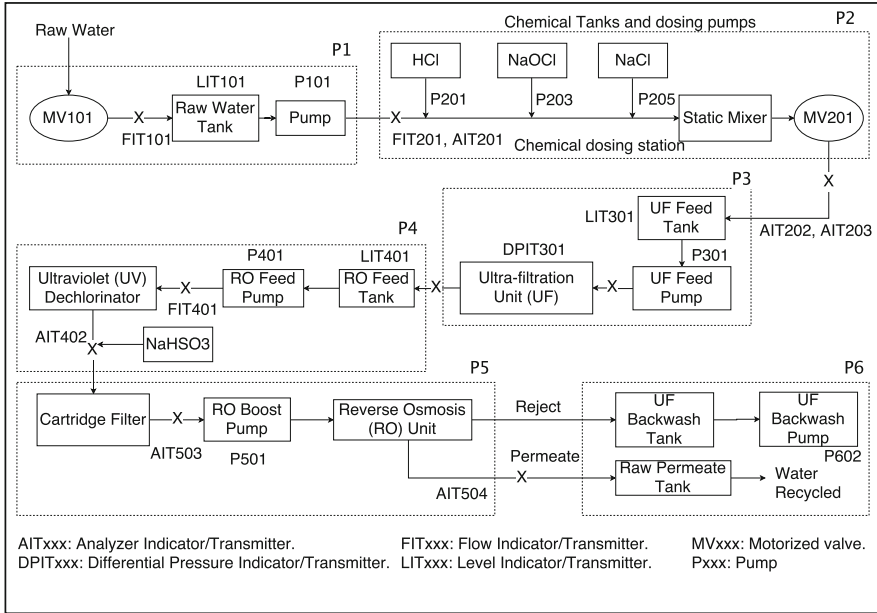 Chemical Tanks and dosing pumps
P2
Raw Water
P1
HCl
NaOCl
NaCl
LIT101
P101
P201
P203
P205
MV101
X
Raw Water
Tank
Pump
X
Static Mixer
MV201
FIT101
FIT201, AIT201
Chemical dosing station
X
P3
LIT301
UF Feed
Tank
AIT202, AIT203
P4
P401
LIT401
DPIT301
P301
Ultraviolet (UV)
Dechlorinator
X
RO Feed
Pump
RO Feed
Tank
X
Ultra-filtration
Unit (UF)
X
UF Feed
Pump
FIT401
AIT402
X
NaHSO3
P5
P6
Cartridge Filter
X
RO Boost
Pump
Reverse Osmosis
(RO) Unit
Reject
UF
Backwash
Tank
UF
Backwash
Pump
AIT503
P501
P602
Permeate
AIT504
X
Raw Permeate
Tank
Water
Recycled
AITxxx: Analyzer Indicator/Transmitter.
FITxxx: Flow Indicator/Transmitter.
MVxxx: Motorized valve.
DPITxxx: Differential Pressure Indicator/Transmitter.
LITxxx: Level Indicator/Transmitter.
Pxxx: Pump